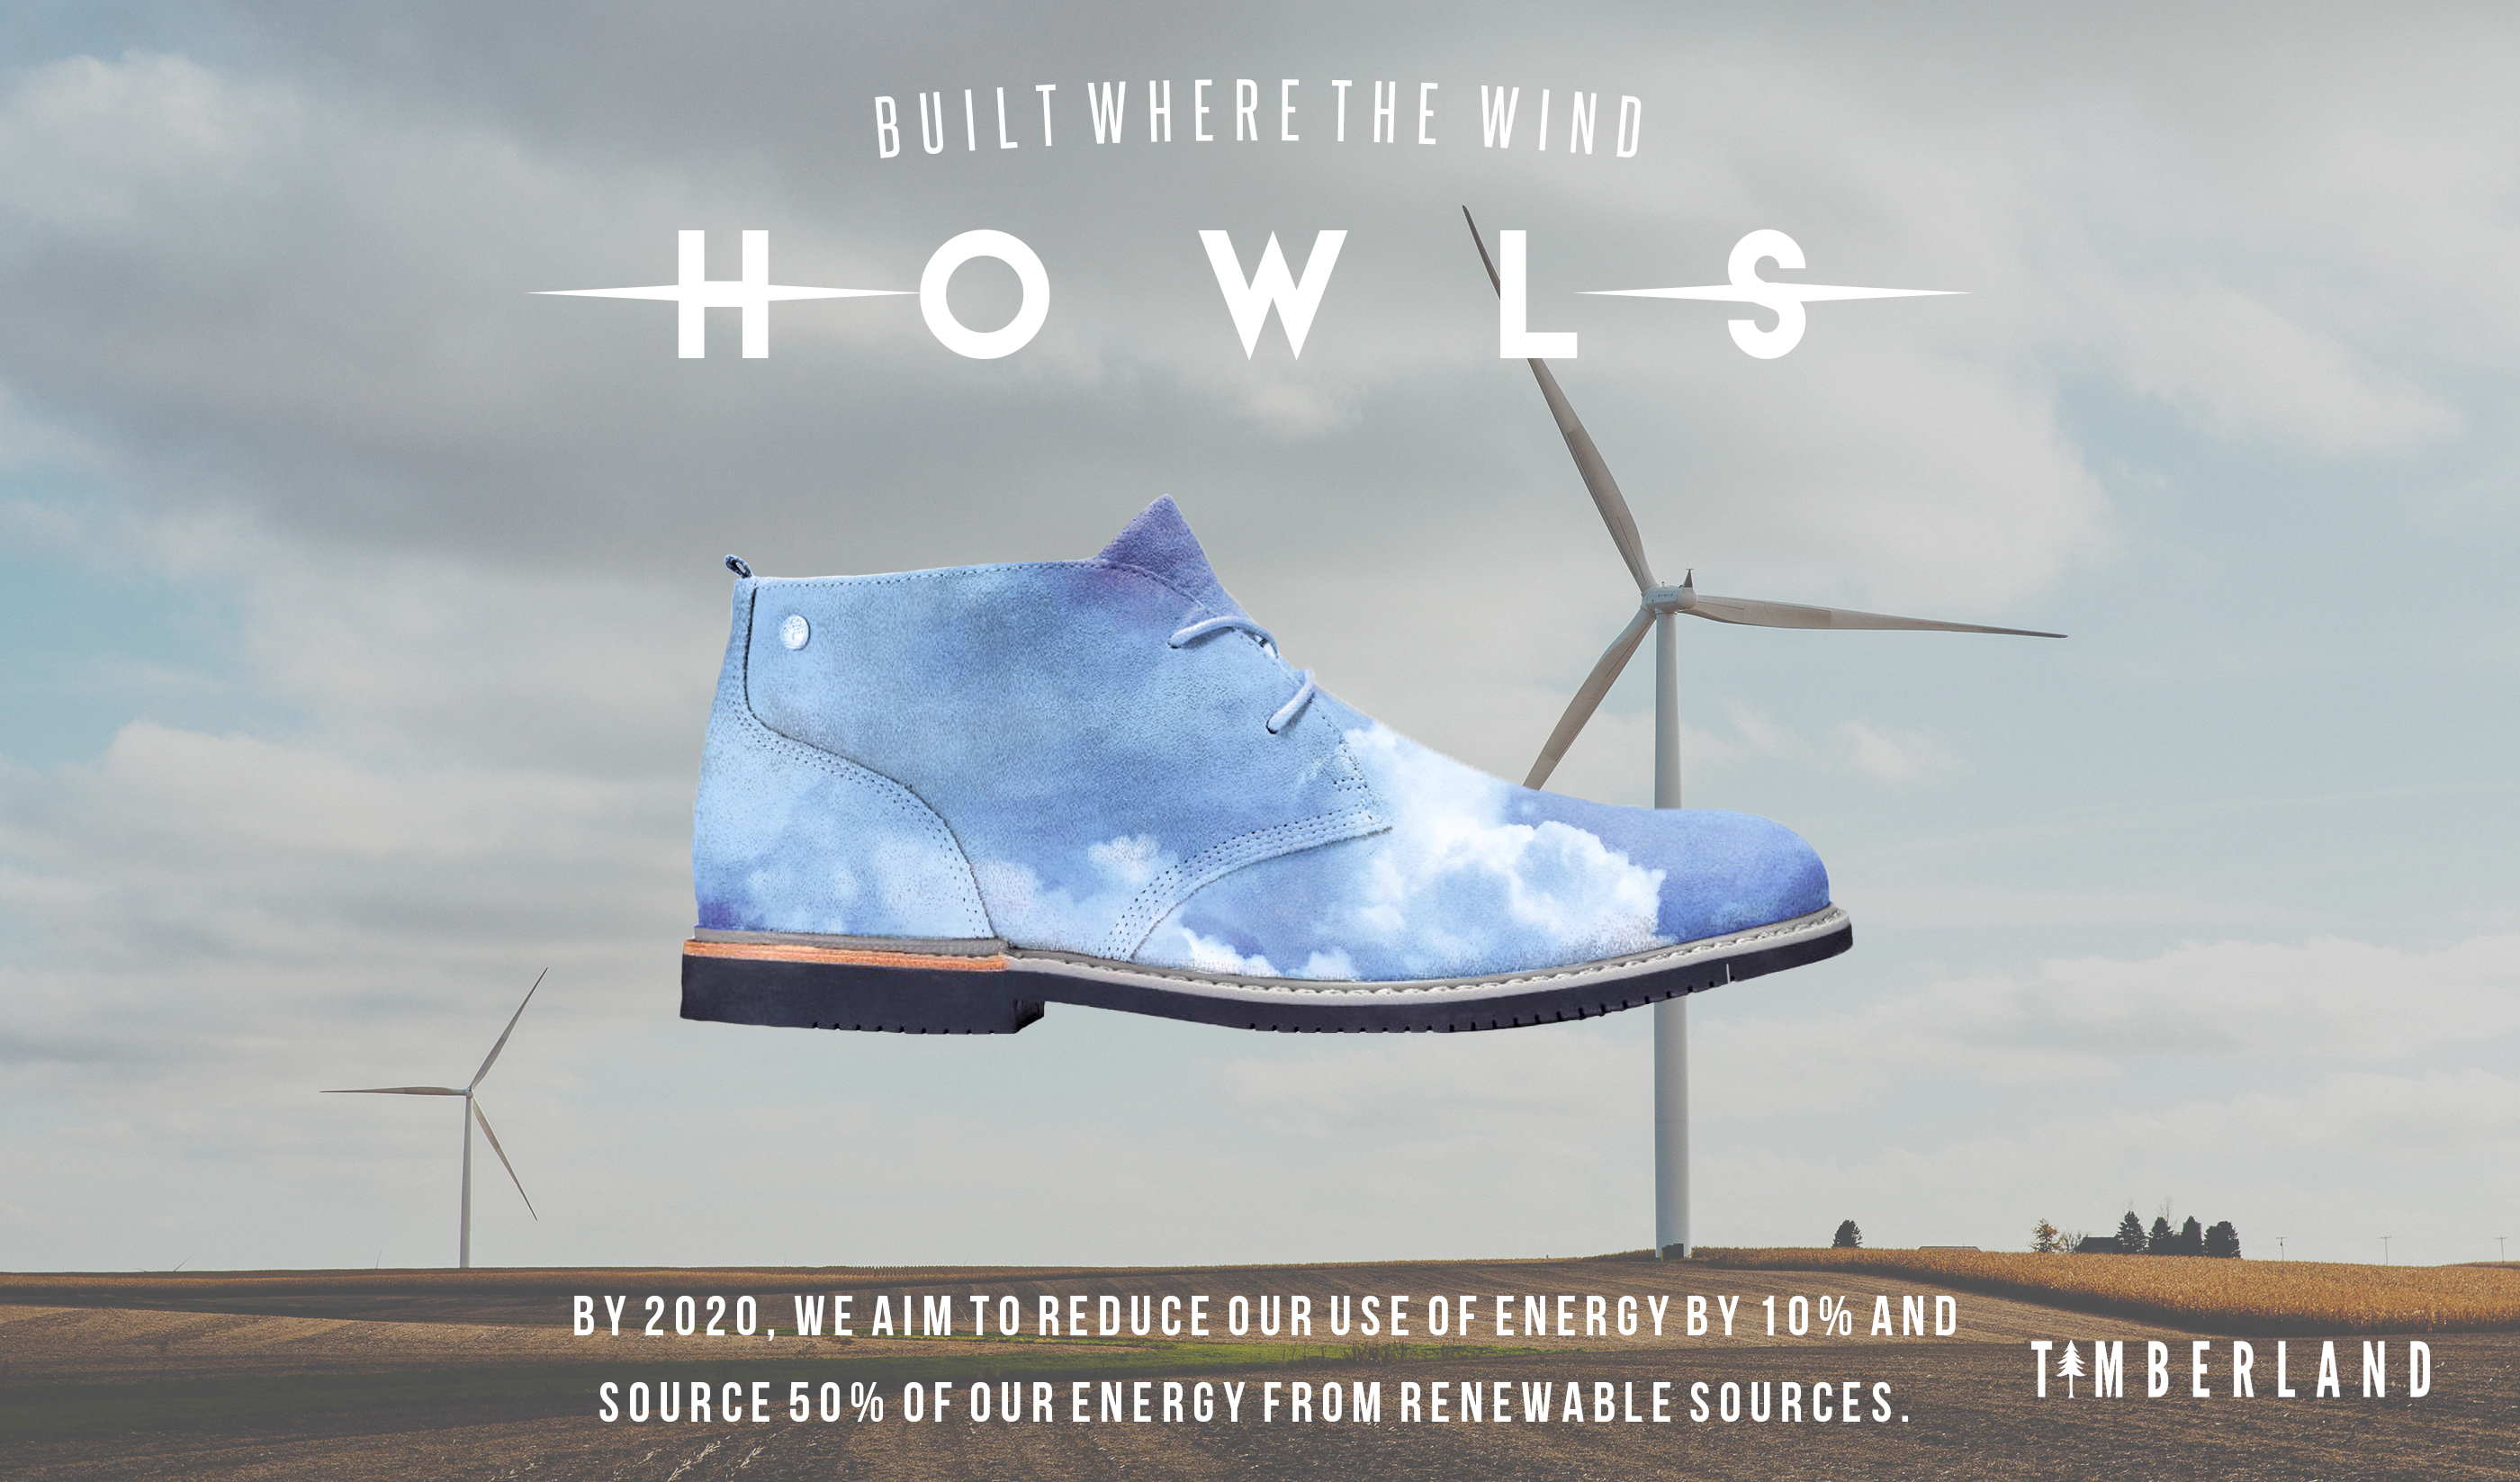 BUILT WHERE THE WIND
HOWLS
BY 2020, WE AIM TO REDUCE OUR USE OF ENERGY BY 10% AND
SOURCE 50% OF OUR ENERGY FROM RENEWABLE SOURCES.
TIMBERLAND